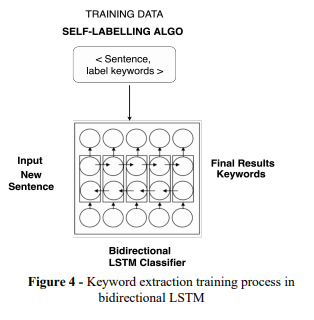 TRAINING DATA
SELF-LABELLING ALGO
< Sentence,
label keywords >
Input
New
Sentence
Final Results
Keywords
Bidirectional
LSTM Classifier
Figure 4 - Keyword extraction training process in
bidirectional LSTM